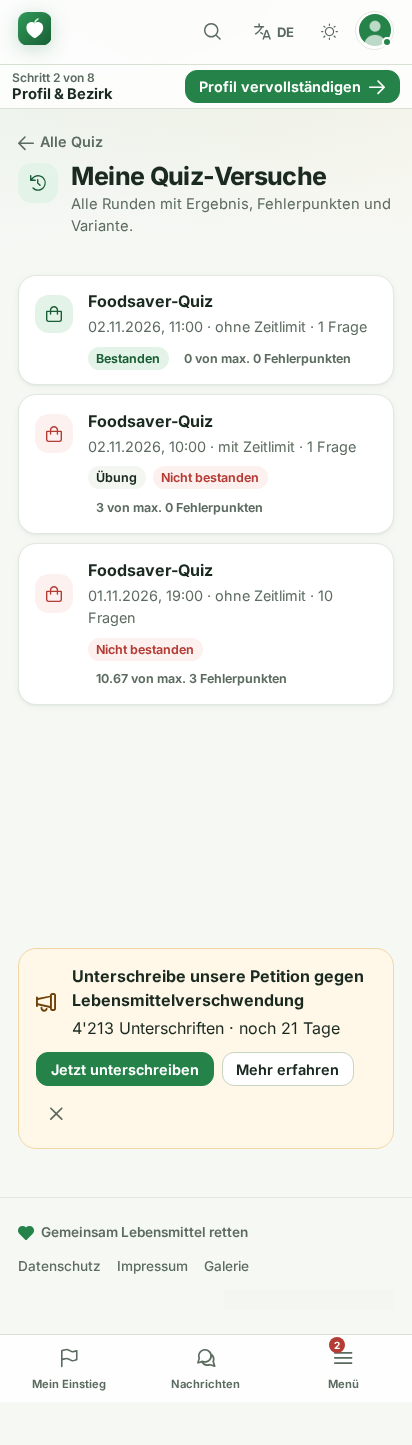 DE
Schritt 2 von 8
Profil & Bezirk
Profil vervollständigen
Alle Quiz
Meine Quiz-Versuche
Alle Runden mit Ergebnis, Fehlerpunkten und
Variante.
Foodsaver-Quiz
02.11.2026, 11:00 · ohne Zeitlimit · 1 Frage
Bestanden 0 von max. 0 Fehlerpunkten
Foodsaver-Quiz
02.11.2026, 10:00 · mit Zeitlimit · 1 Frage
Übung Nicht bestanden
3 von max. 0 Fehlerpunkten
Foodsaver-Quiz
01.11.2026, 19:00 · ohne Zeitlimit · 10
Fragen
Nicht bestanden
10.67 von max. 3 Fehlerpunkten
Unterschreibe unsere Petition gegen
Lebensmittelverschwendung
4'213 Unterschriften · noch 21 Tage
Jetzt unterschreiben Mehr erfahren
Gemeinsam Lebensmittel retten
Datenschutz Impressum Galerie
2
Mein Einstieg Nachrichten Menü